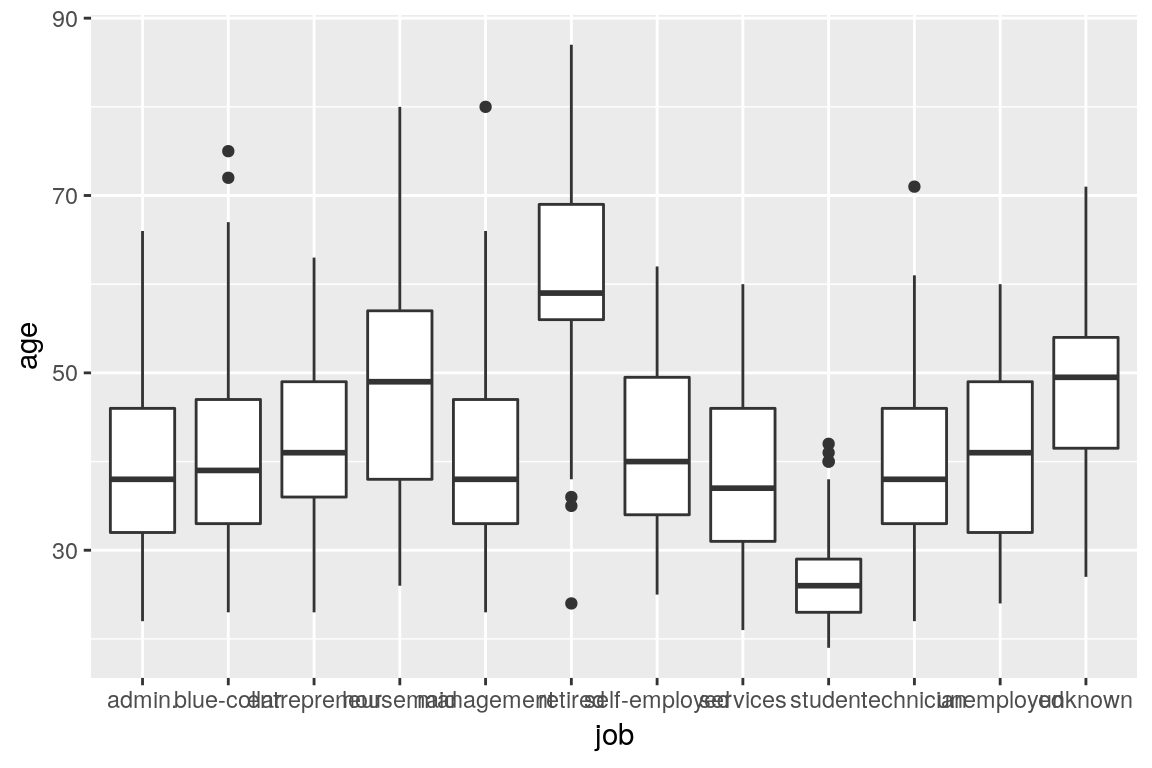 90
70
50
30
age
admin. blue-collar entrepreneur housemaid management retired self-employed services student technician unemployed unknown
job